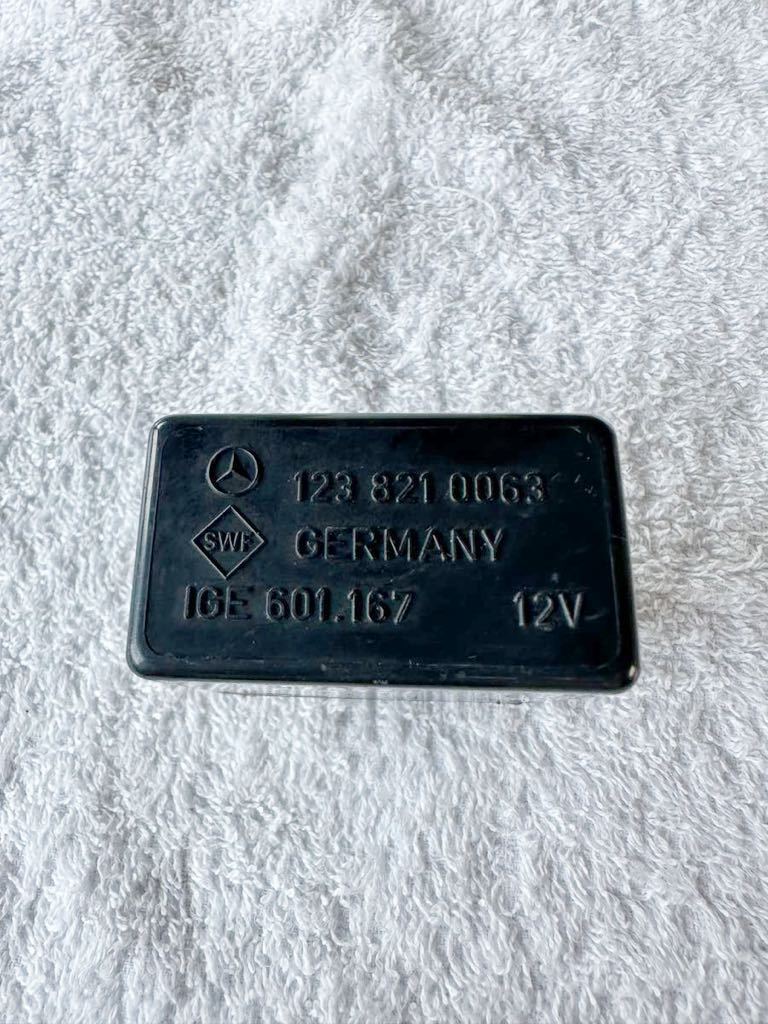 123 821 0063
SWF GERMANY
IGE 601.167 12V